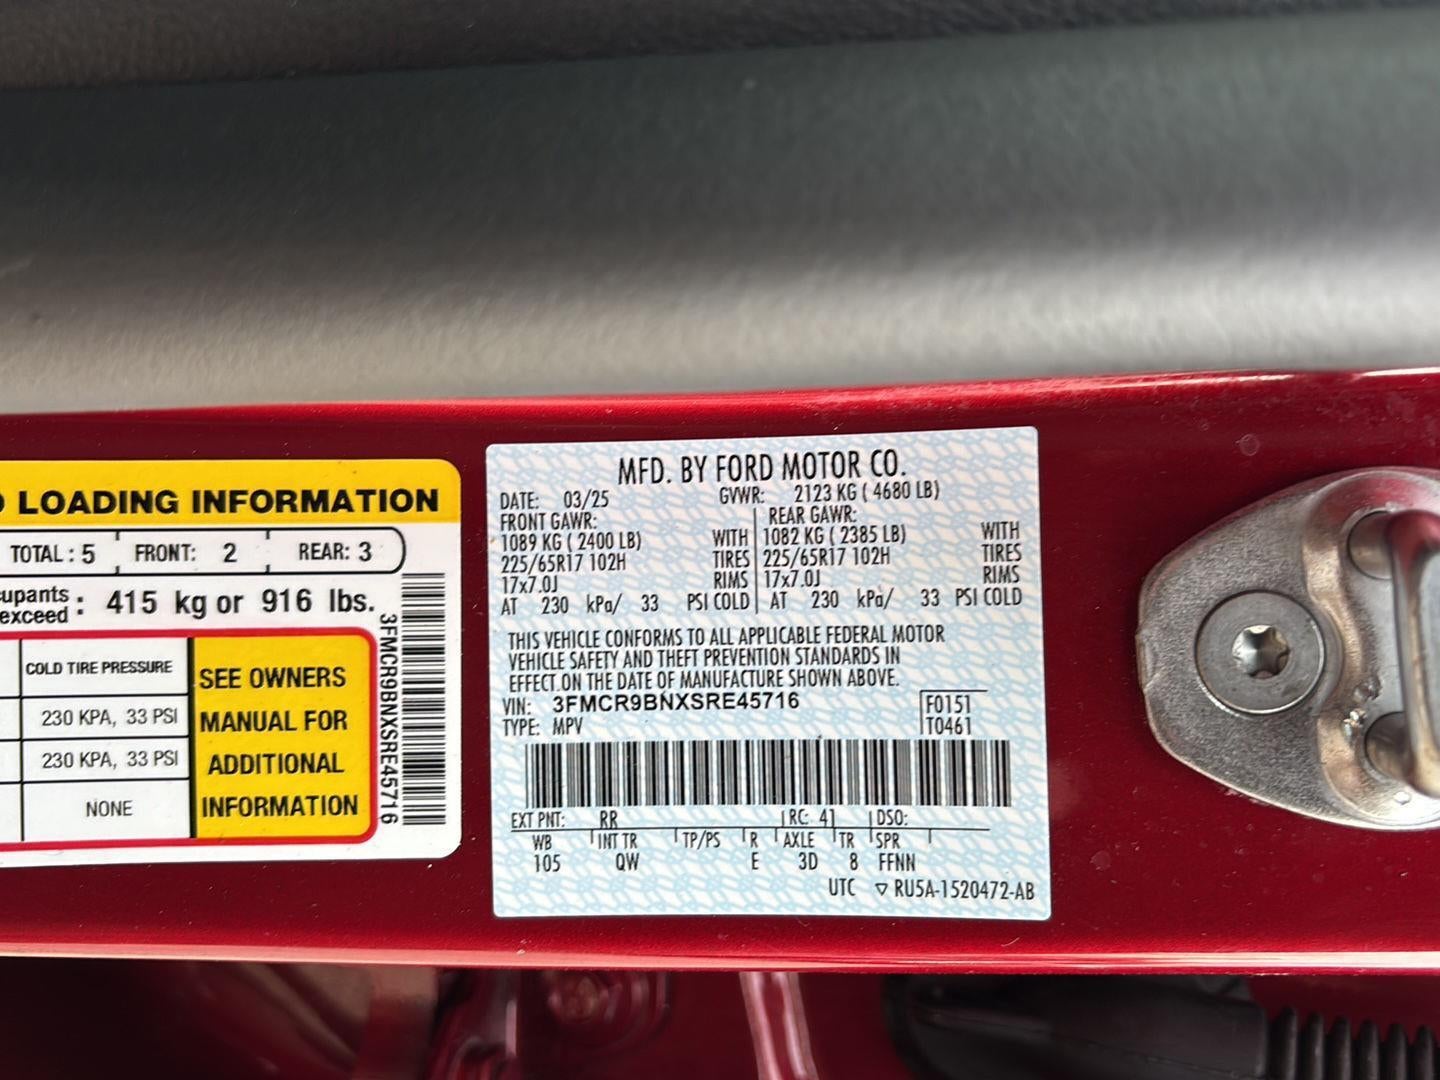 LOADING INFORMATION
TOTAL : 5 FRONT: 2 REAR: 3
exceed : 415 kg or 916 lbs.
COLD TIRE PRESSURE
230 KPA, 33 PSI
230 KPA, 33 PSI
NONE
SEE OWNERS
MANUAL FOR
ADDITIONAL
INFORMATION
3FMCR9BNXSRE45716
MFD. BY FORD MOTOR CO.
DATE: 03/25 GVWR: 2123 KG ( 4680 LB)
FRONT GAWR: REAR GAWR:
1089 KG ( 2400 LB) WITH 1082 KG ( 2385 LB) WITH
225/65R17 102H TIRES 225/65R17 102H TIRES
17x7.0J RIMS 17x7.0J RIMS
AT 230 kPa/ 33 PSI COLD AT 230 kPa/ 33 PSI COLD
THIS VEHICLE CONFORMS TO ALL APPLICABLE FEDERAL MOTOR
VEHICLE SAFETY AND THEFT PREVENTION STANDARDS IN
EFFECT ON THE DATE OF MANUFACTURE SHOWN ABOVE.
VIN: 3FMCR9BNXSRE45716 F0151
TYPE: MPV T0461
EXT PNT: RR RC: 41 DSO:
WB INT TR TP/PS R AXLE TR SPR
105 QW E 3D 8 FFNN
UTC ▽ RU5A-1520472-AB